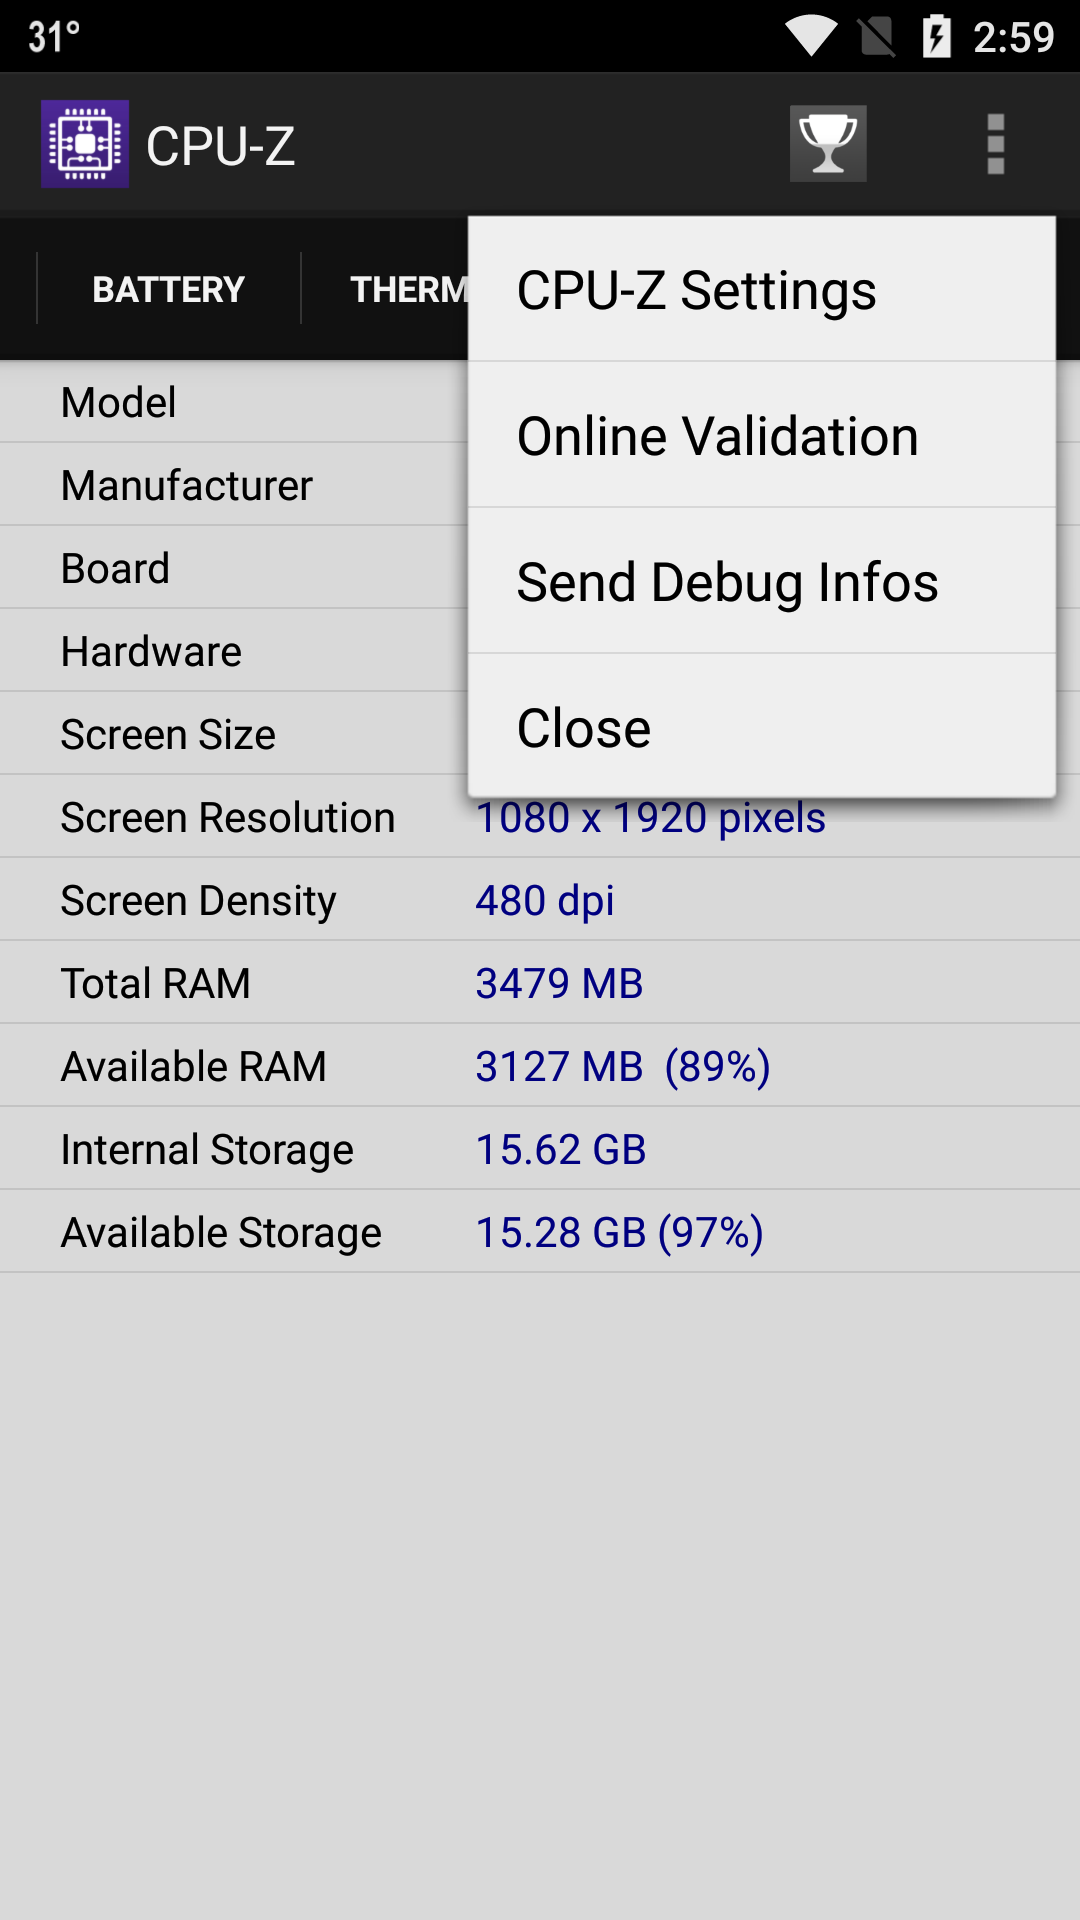 31°
2:59
CPU-Z
BATTERY
THERM
CPU-Z Settings
Online Validation
Send Debug Infos
Close
Model
Manufacturer
Board
Hardware
Screen Size
Screen Resolution 1080 x 1920 pixels
Screen Density 480 dpi
Total RAM 3479 MB
Available RAM 3127 MB (89%)
Internal Storage 15.62 GB
Available Storage 15.28 GB (97%)